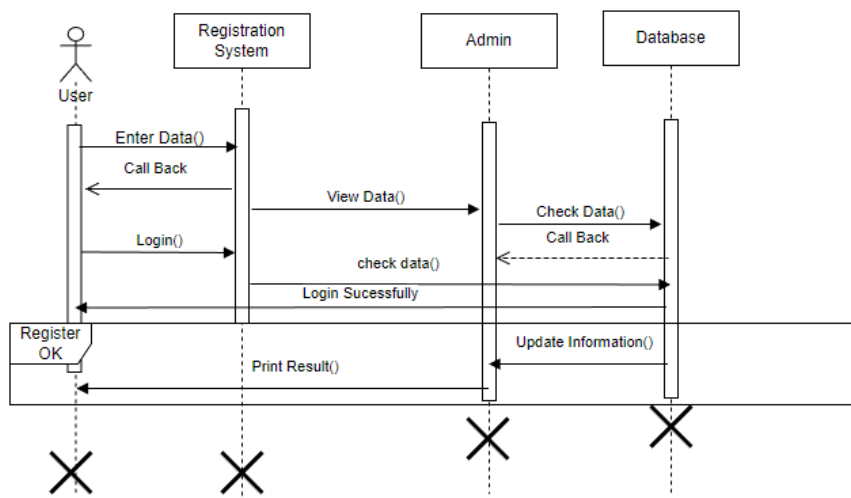 Registration
System
Admin
Database
User
Enter Data()
Call Back
View Data()
Check Data()
Login()
Call Back
check data()
Login Sucessfully
Register
OK
Update Information()
Print Result()